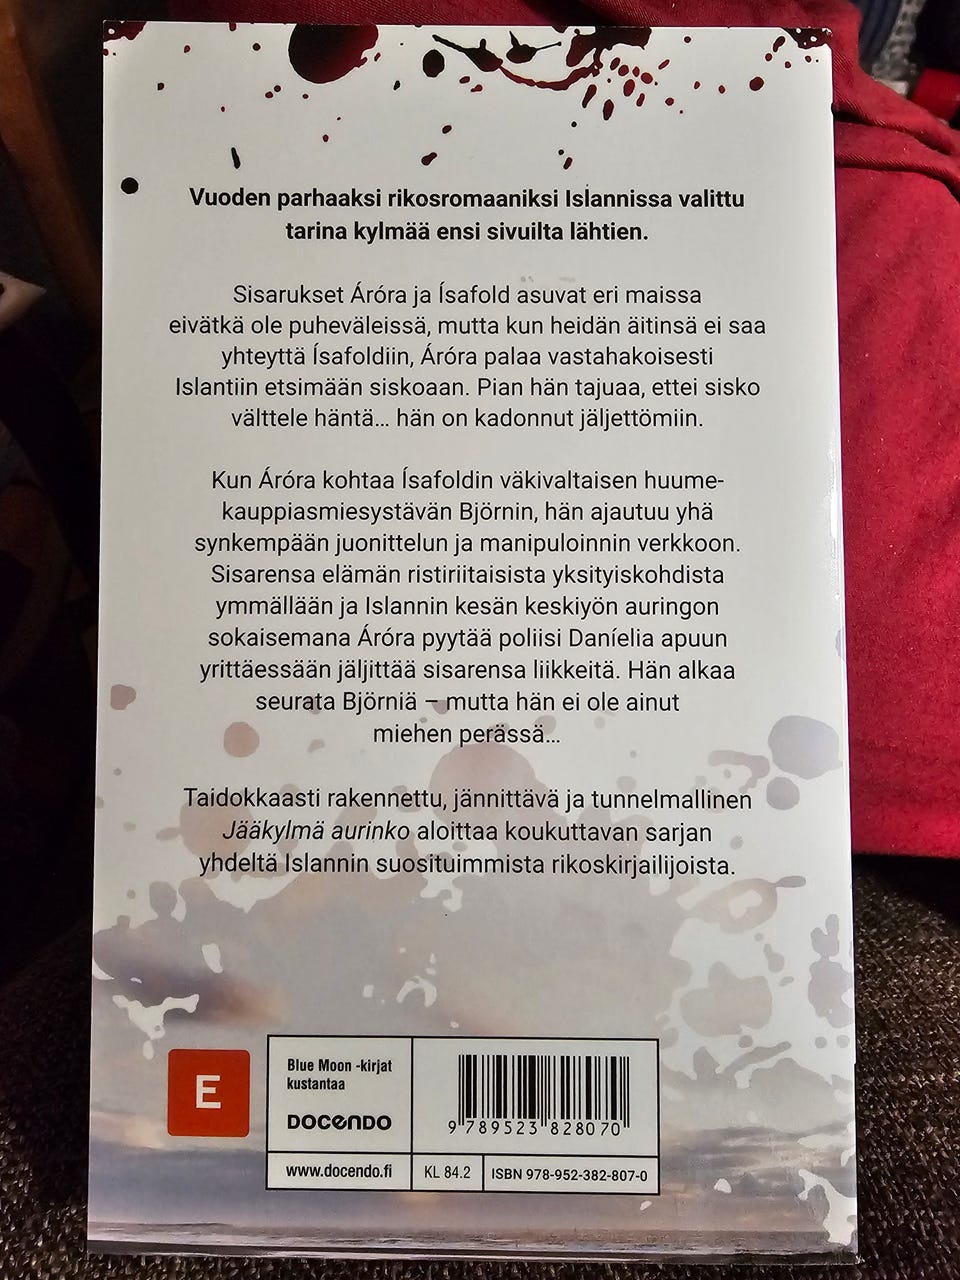 Vuoden parhaaksi rikosromaaniksi Islannissa valittu
tarina kylmää ensi sivuilta lähtien.
Sisarukset Áróra ja Ísafold asuvat eri maissa
eivätkä ole puheväleissä, mutta kun heidän äitinsä ei saa
yhteyttä Ísafoldiin, Áróra palaa vastahakoisesti
Islantiin etsimään siskoaan. Pian hän tajuaa, ettei sisko
välttele häntä... hän on kadonnut jäljettömiin.
Kun Áróra kohtaa Ísafoldin väkivaltaisen huume-
kauppiasmiesystävän Björnin, hän ajautuu yhä
synkempään juonittelun ja manipuloinnin verkkoon.
Sisarensa elämän ristiriitaisista yksityiskohdista
ymmällään ja Islannin kesän keskiyön auringon
sokaisemana Áróra pyytää poliisi Daníelia apuun
yrittäessään jäljittää sisarensa liikkeitä. Hän alkaa
seurata Björniä – mutta hän ei ole ainut
miehen perässä...
Taidokkaasti rakennettu, jännittävä ja tunnelmallinen
Jääkylmä aurinko aloittaa koukuttavan sarjan
yhdeltä Islannin suosituimmista rikoskirjailijoista.
E
Blue Moon -kirjat
kustantaa
DOCENDO
9 789523 828070
www.docendo.fi
KL 84.2
ISBN 978-952-382-807-0